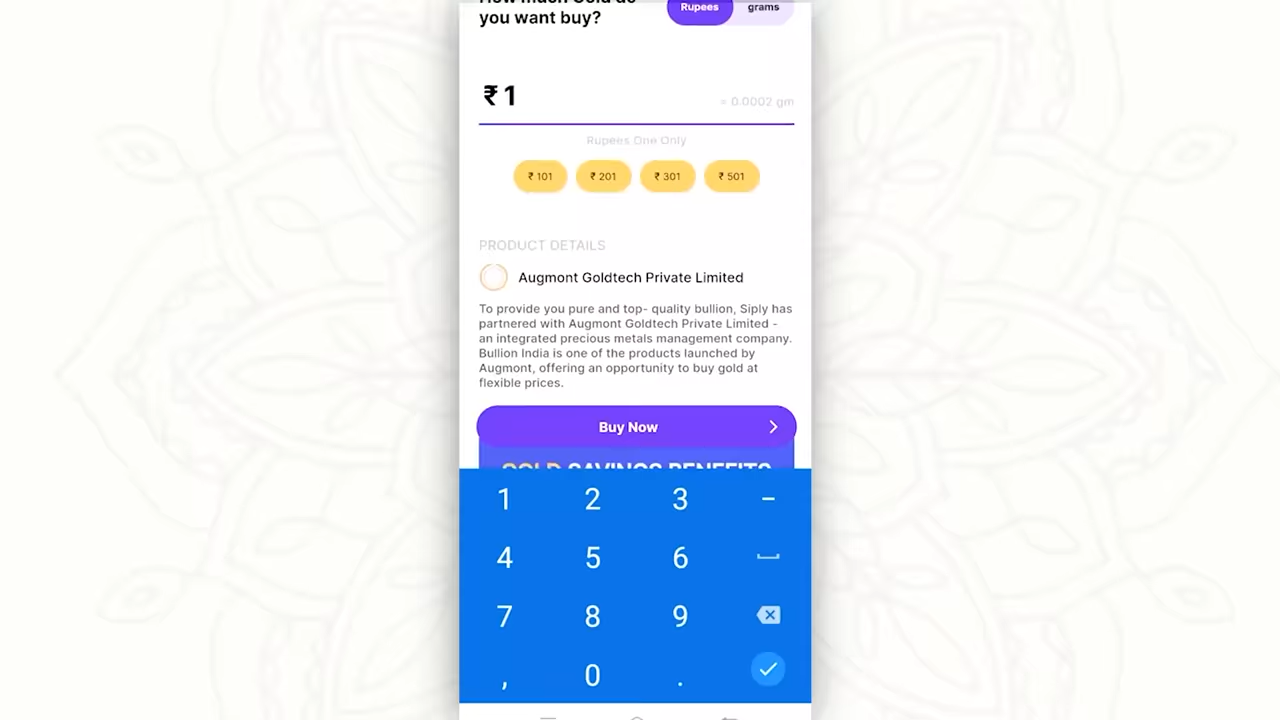 How much Gold do
you want buy?
Rupees
grams
₹ 1
= 0.0002 gm
Rupees One Only
₹ 101
₹ 201
₹ 301
₹ 501
PRODUCT DETAILS
Augmont Goldtech Private Limited
To provide you pure and top- quality bullion, Siply has
partnered with Augmont Goldtech Private Limited -
an integrated precious metals management company.
Bullion India is one of the products launched by
Augmont, offering an opportunity to buy gold at
flexible prices.
Buy Now
GOLD SAVINGS BENEFITS
1 2 3 −
4 5 6
7 8 9
, 0 .